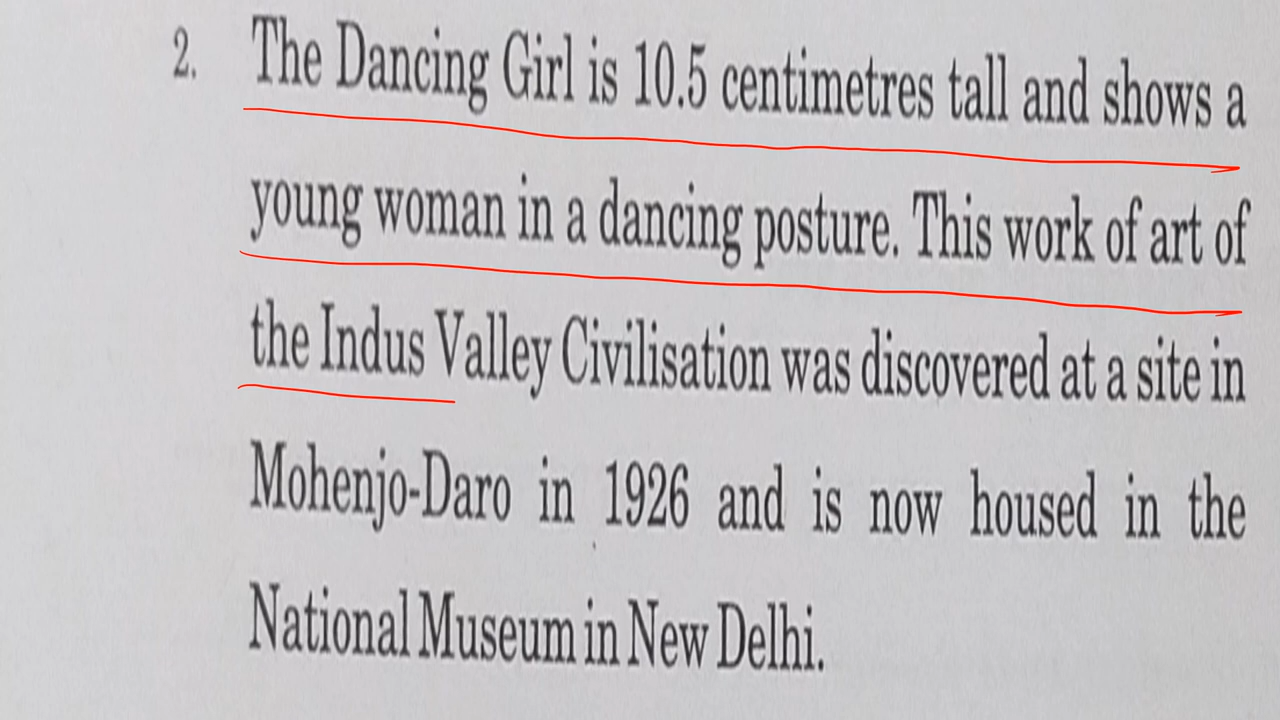 2. The Dancing Girl is 10.5 centimetres tall and shows a
young woman in a dancing posture. This work of art of
the Indus Valley Civilisation was discovered at a site in
Mohenjo-Daro in 1926 and is now housed in the
National Museum in New Delhi.